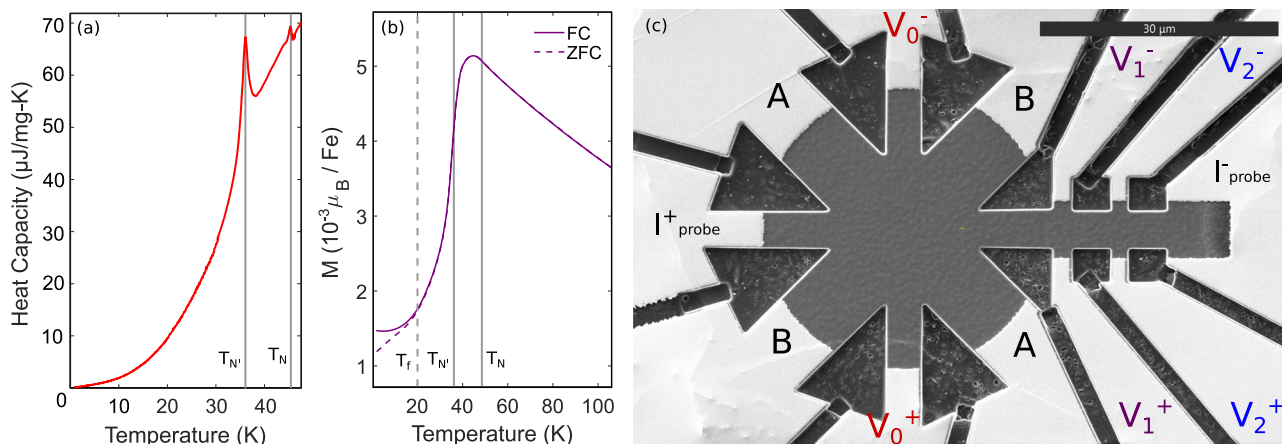 (a)
Heat Capacity (μJ/mg-K)
70
60
50
40
30
20
10
0
10
20
30
40
T_N'
T_N
Temperature (K)
(b)
FC
ZFC
M (10^-3 μ_B / Fe)
5
4
3
2
1
20
40
60
80
100
T_f
T_N'
T_N
Temperature (K)
(c)
V_0^-
30 μm
A
B
V_1^-
V_2^-
I^+_probe
I^-_probe
B
A
V_0^+
V_1^+
V_2^+